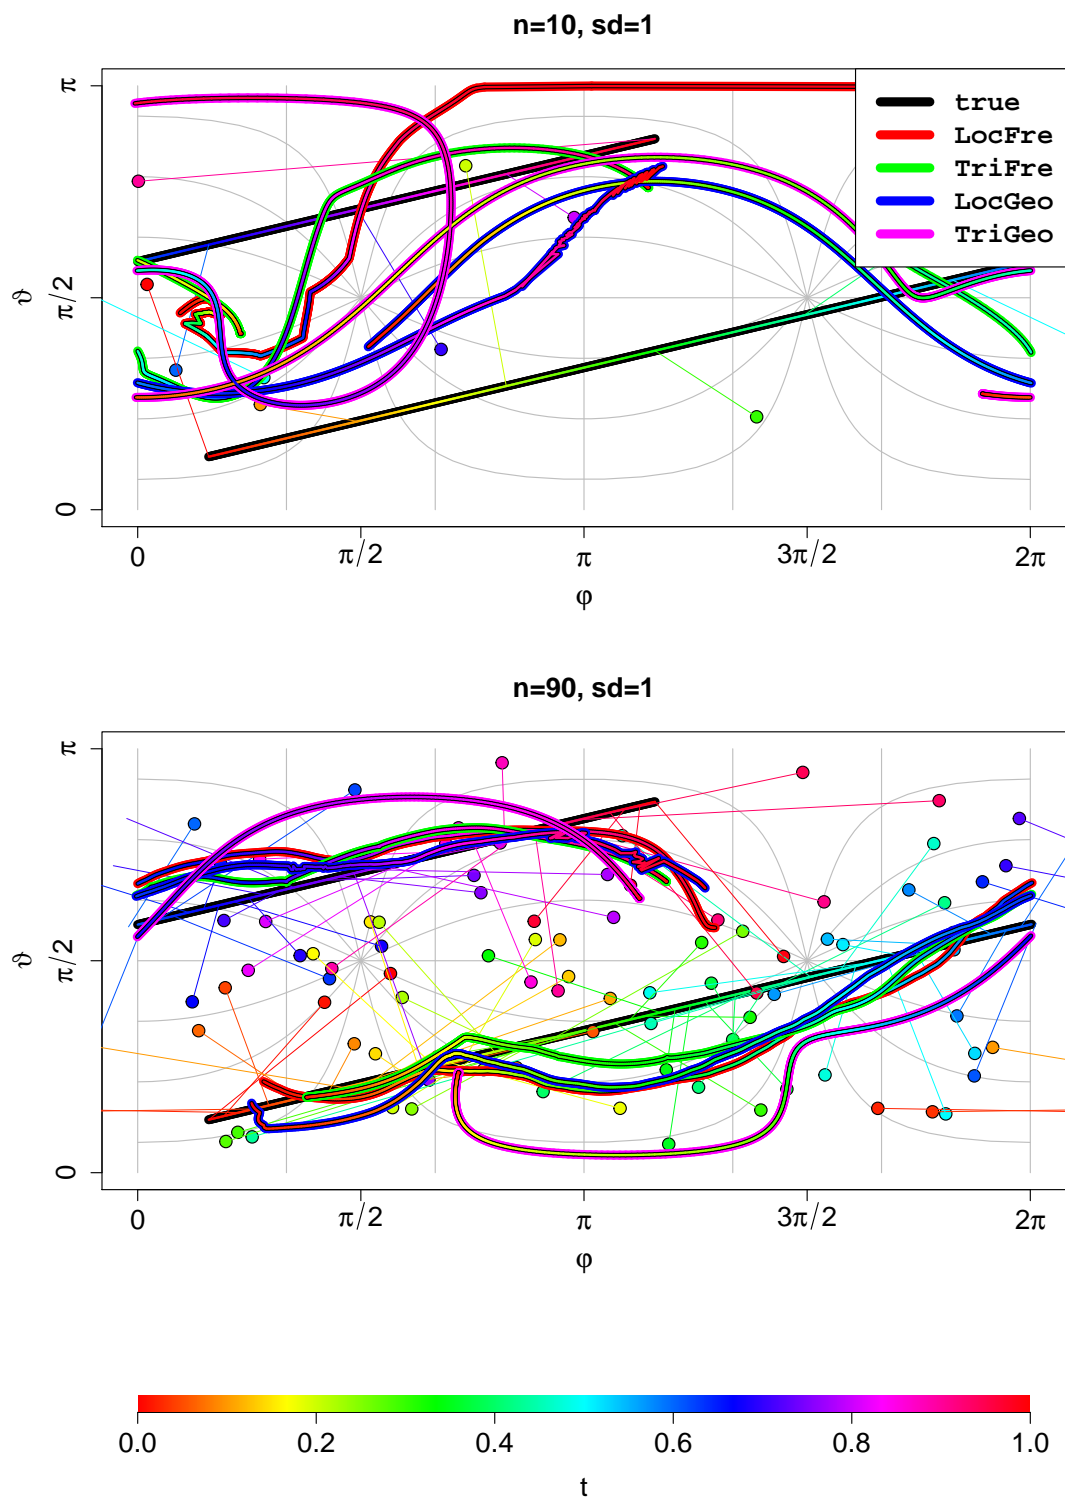 n=10, sd=1
π
π/2
0
ϑ
true
LocFre
TriFre
LocGeo
TriGeo
0 π/2 π 3π/2 2π
φ
n=90, sd=1
π
π/2
0
ϑ
0 π/2 π 3π/2 2π
φ
0.0 0.2 0.4 0.6 0.8 1.0
t